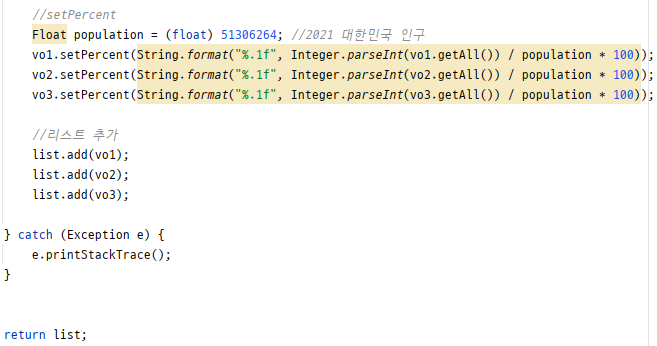 //setPercent
Float population = (float) 51306264; //2021 대한민국 인구
vo1.setPercent(String.format("%.1f", Integer.parseInt(vo1.getAll()) / population * 100));
vo2.setPercent(String.format("%.1f", Integer.parseInt(vo2.getAll()) / population * 100));
vo3.setPercent(String.format("%.1f", Integer.parseInt(vo3.getAll()) / population * 100));
//리스트 추가
list.add(vo1);
list.add(vo2);
list.add(vo3);
} catch (Exception e) {
e.printStackTrace();
}
return list;